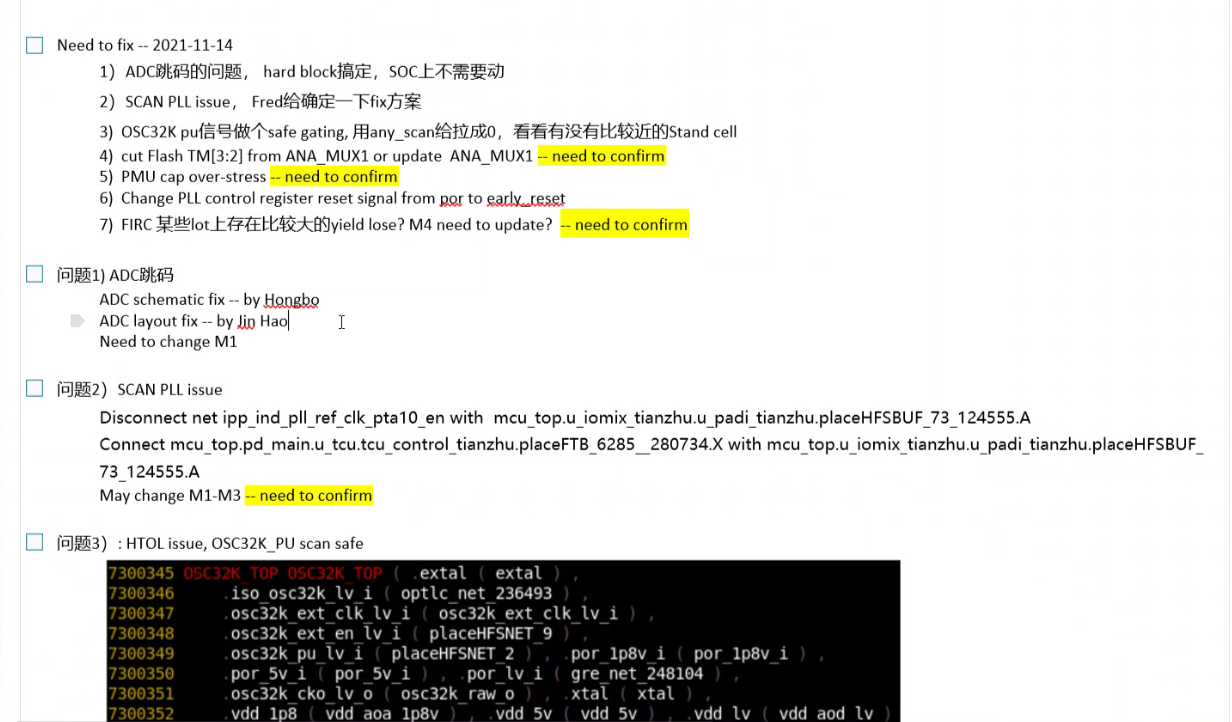 Need to fix -- 2021-11-14
1）ADC跳码的问题， hard block搞定，SOC上不需要动
2）SCAN PLL issue， Fred给确定一下fix方案
3) OSC32K pu信号做个safe gating, 用any_scan给拉成0，看看有没有比较近的Stand cell
4) cut Flash TM[3:2] from ANA_MUX1 or update ANA_MUX1 -- need to confirm
5) PMU cap over-stress -- need to confirm
6) Change PLL control register reset signal from por to early_reset
7) FIRC 某些lot上存在比较大的yield lose? M4 need to update? -- need to confirm
问题1) ADC跳码
ADC schematic fix -- by Hongbo
ADC layout fix -- by Jin Hao
Need to change M1
问题2）SCAN PLL issue
Disconnect net ipp_ind_pll_ref_clk_pta10_en with mcu_top.u_iomix_tianzhu.u_padi_tianzhu.placeHFSBUF_73_124555.A
Connect mcu_top.pd_main.u_tcu.tcu_control_tianzhu.placeFTB_6285__280734.X with mcu_top.u_iomix_tianzhu.u_padi_tianzhu.placeHFSBUF_
73_124555.A
May change M1-M3 -- need to confirm
问题3）: HTOL issue, OSC32K_PU scan safe
7300345 OSC32K_TOP OSC32K_TOP ( .extal ( extal ) ,
7300346 .iso_osc32k_lv_i ( optlc_net_236493 ) ,
7300347 .osc32k_ext_clk_lv_i ( osc32k_ext_clk_lv_i ) ,
7300348 .osc32k_ext_en_lv_i ( placeHFSNET_9 ) ,
7300349 .osc32k_pu_lv_i ( placeHFSNET_2 ) , .por_1p8v_i ( por_1p8v_i ) ,
7300350 .por_5v_i ( por_5v_i ) , .por_lv_i ( gre_net_248104 ) ,
7300351 .osc32k_cko_lv_o ( osc32k_raw_o ) , .xtal ( xtal ) ,
7300352 .vdd_1p8 ( vdd_aoa_1p8v ) , .vdd_5v ( vdd_5v ) , .vdd_lv ( vdd_aod_lv )